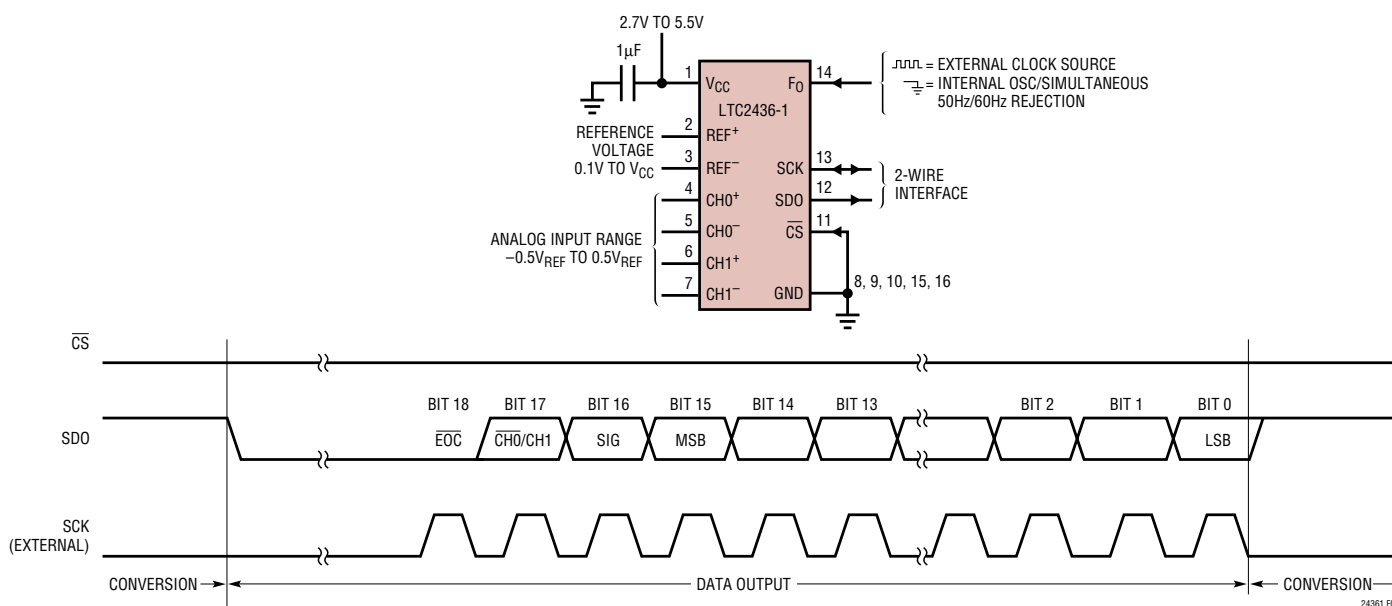 2.7V TO 5.5V
1µF
1
VCC
14
FO
= EXTERNAL CLOCK SOURCE
= INTERNAL OSC/SIMULTANEOUS
50Hz/60Hz REJECTION
LTC2436-1
REFERENCE
VOLTAGE
0.1V TO VCC
2
REF+
3
REF−
13
SCK
12
SDO
11
CS
2-WIRE
INTERFACE
ANALOG INPUT RANGE
−0.5VREF TO 0.5VREF
4
CH0+
5
CH0−
6
CH1+
7
CH1−
GND
8, 9, 10, 15, 16
CS
BIT 18 BIT 17 BIT 16 BIT 15 BIT 14 BIT 13 BIT 2 BIT 1 BIT 0
SDO
EOC CH0/CH1 SIG MSB LSB
SCK
(EXTERNAL)
CONVERSION DATA OUTPUT CONVERSION